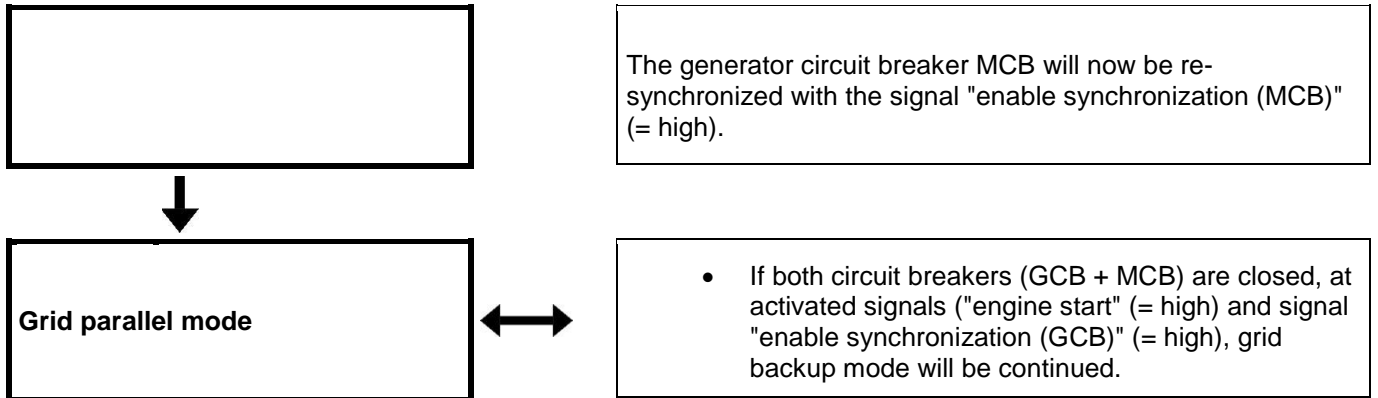 The generator circuit breaker MCB will now be re-
synchronized with the signal "enable synchronization (MCB)"
(= high).
Grid parallel mode
• If both circuit breakers (GCB + MCB) are closed, at
activated signals ("engine start" (= high) and signal
"enable synchronization (GCB)" (= high), grid
backup mode will be continued.